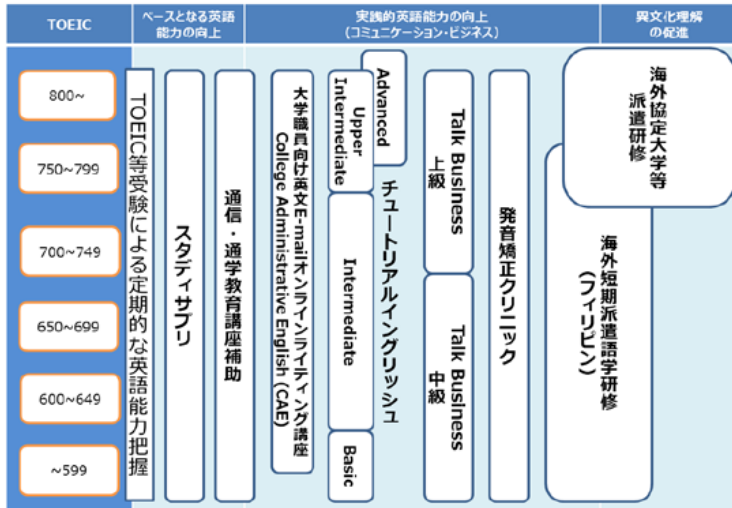 TOEIC
ベースとなる英語
能力の向上
実践的英語能力の向上
(コミュニケーション・ビジネス)
異文化理解
の促進
800~
750~799
700~749
650~699
600~649
~599
TOEIC等受験による定期的な英語能力把握
スタディサプリ
通信・通学教育講座補助
大学職員向け英文E-mailオンラインライティング講座
College Administrative English (CAE)
Upper
Intermediate
Intermediate
Basic
Advanced
チュートリアルイングリッシュ
Talk Business
上級
Talk Business
中級
発音矯正クリニック
海外短期派遣語学研修
(フィリピン)
海外協定大学等
派遣研修